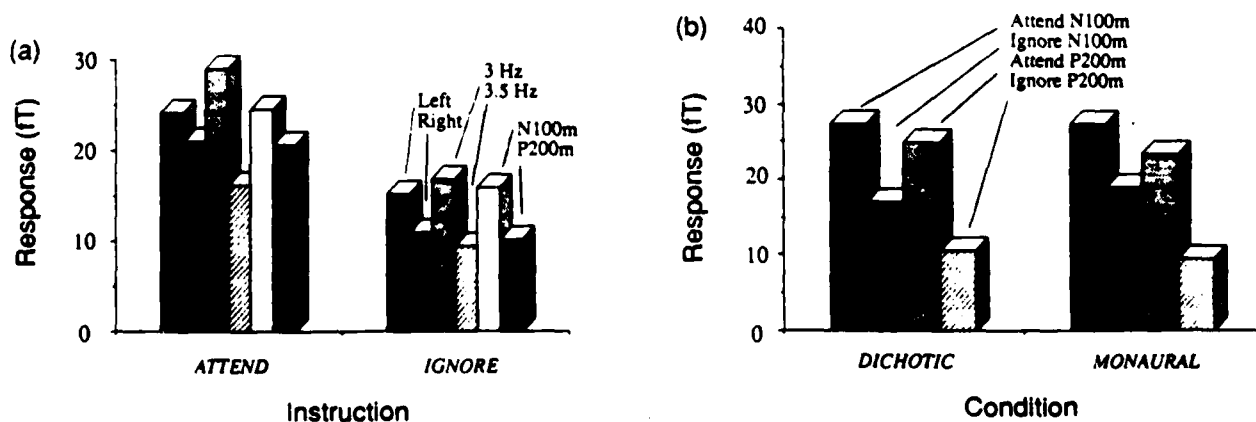 (a)
Response (fT)
30
20
10
0
Left
Right
3 Hz
3.5 Hz
N100m
P200m
ATTEND
IGNORE
Instruction
(b)
Response (fT)
40
30
20
10
0
Attend N100m
Ignore N100m
Attend P200m
Ignore P200m
DICHOTIC
MONAURAL
Condition